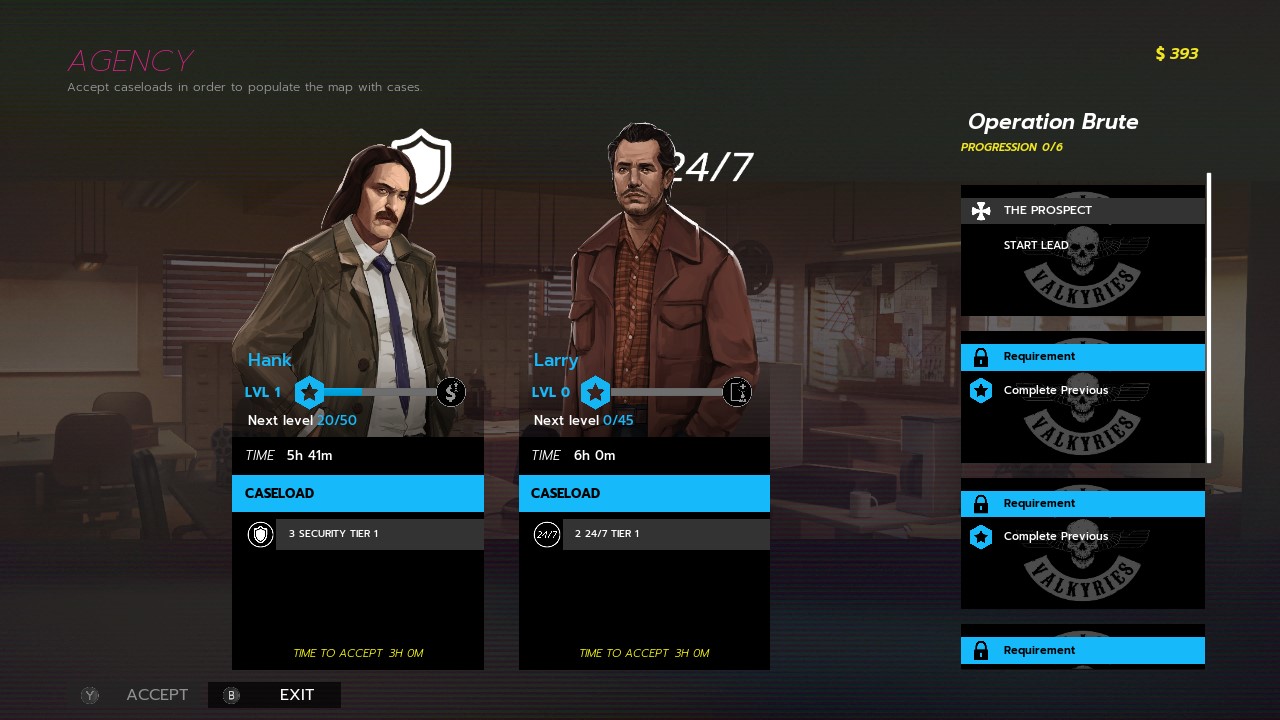 AGENCY
Accept caseloads in order to populate the map with cases.
$ 393
24/7
Hank
LVL 1
Next level 20/50
TIME 5h 41m
CASELOAD
3 SECURITY TIER 1
TIME TO ACCEPT 3H 0M
Larry
LVL 0
Next level 0/45
TIME 6h 0m
CASELOAD
24/7
2 24/7 TIER 1
TIME TO ACCEPT 3H 0M
Operation Brute
PROGRESSION 0/6
THE PROSPECT
START LEAD
VALKYRIES
Requirement
Complete Previous
VALKYRIES
Requirement
Complete Previous
VALKYRIES
Requirement
Y ACCEPT
B EXIT